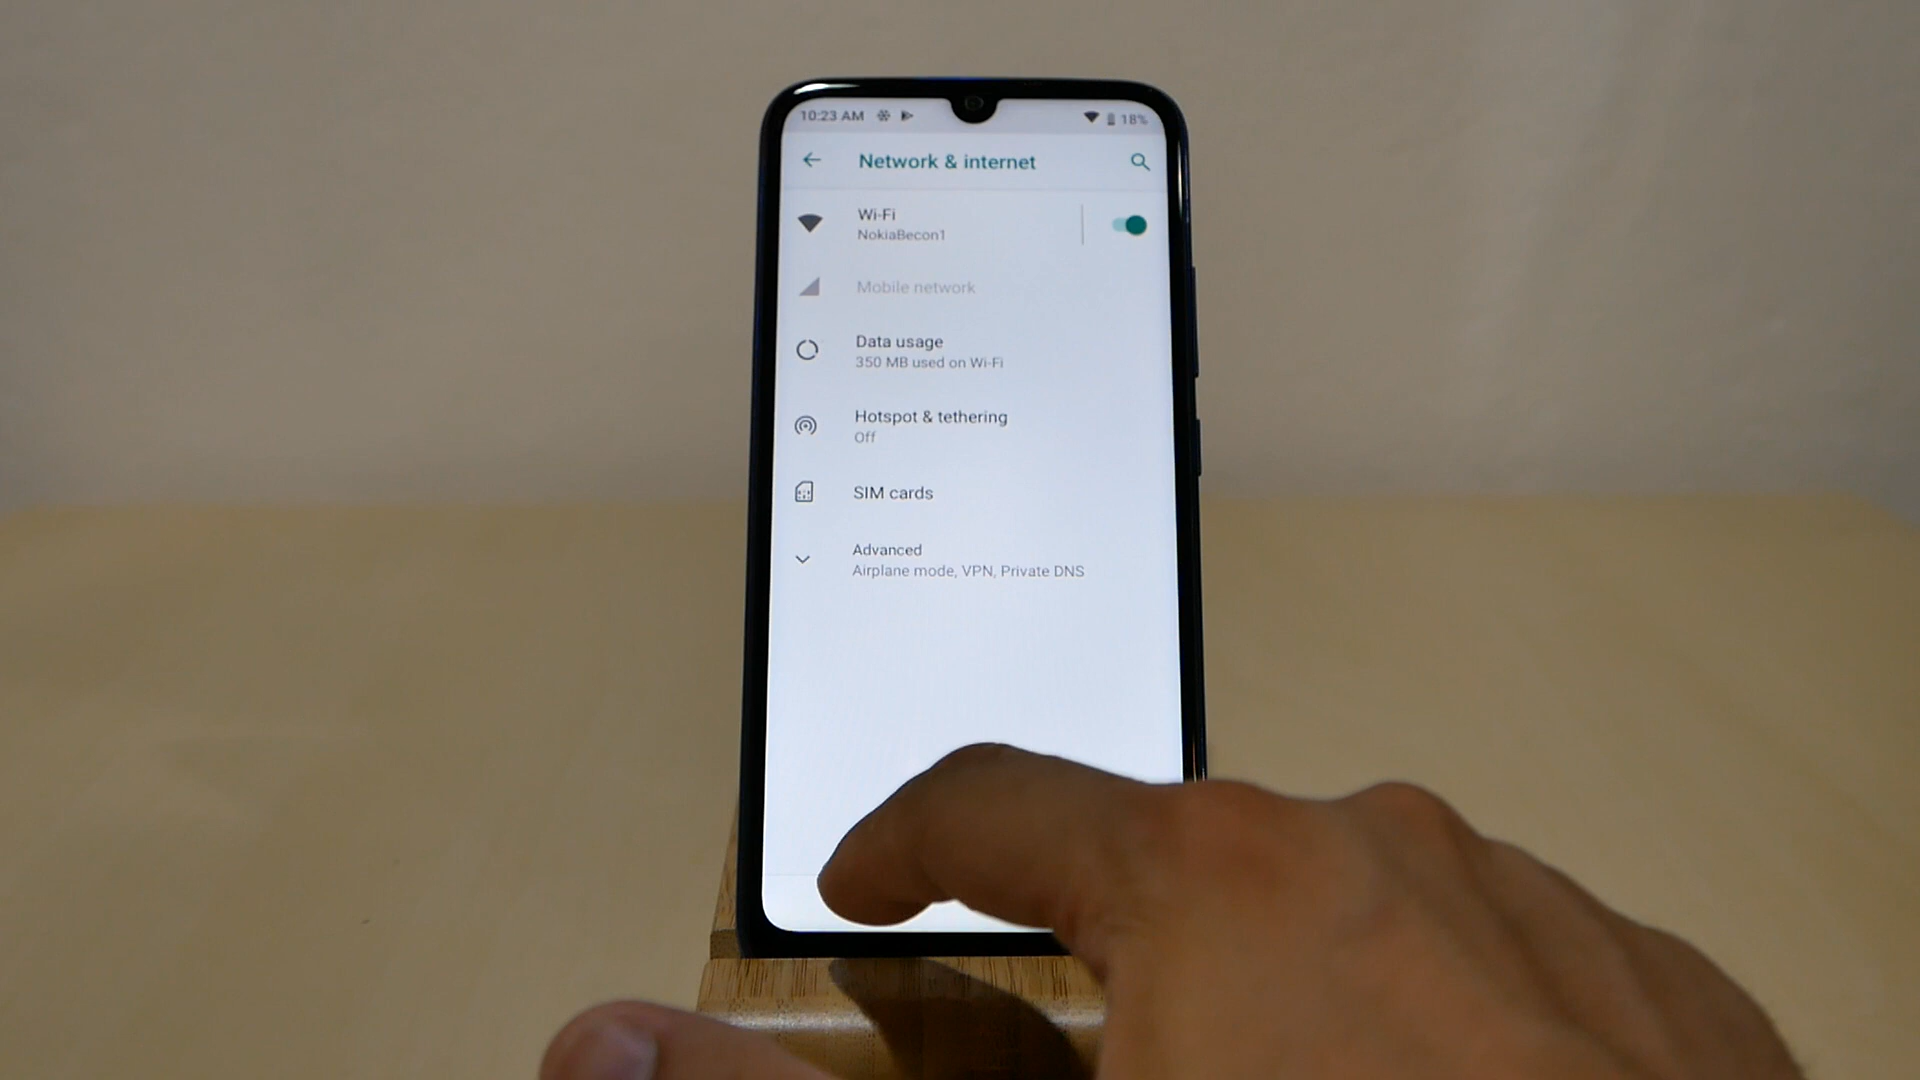 10:23 AM
18%
Network & internet
Wi-Fi
NokiaBecon1
Mobile network
Data usage
350 MB used on Wi-Fi
Hotspot & tethering
Off
SIM cards
Advanced
Airplane mode, VPN, Private DNS